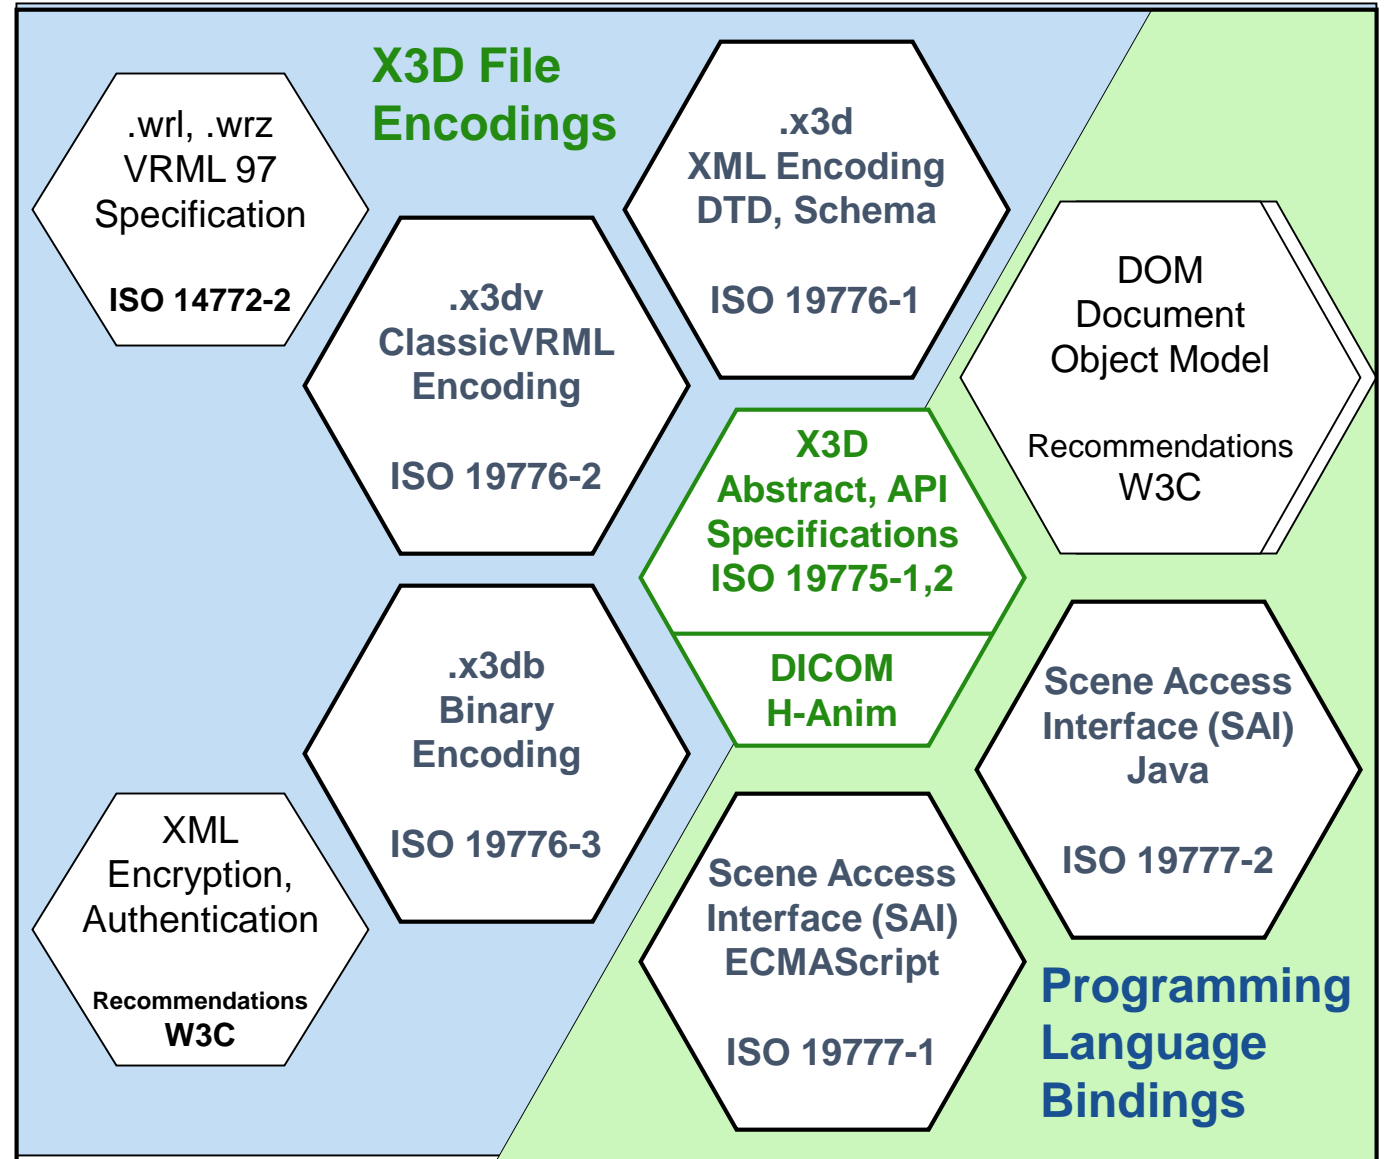 X3D File
Encodings
.wrl, .wrz
VRML 97
Specification
ISO 14772-2
.x3d
XML Encoding
DTD, Schema
ISO 19776-1
.x3dv
ClassicVRML
Encoding
ISO 19776-2
DOM
Document
Object Model
Recommendations
W3C
X3D
Abstract, API
Specifications
ISO 19775-1,2
DICOM
H-Anim
.x3db
Binary
Encoding
ISO 19776-3
Scene Access
Interface (SAI)
Java
ISO 19777-2
XML
Encryption,
Authentication
Recommendations
W3C
Scene Access
Interface (SAI)
ECMAScript
ISO 19777-1
Programming
Language
Bindings